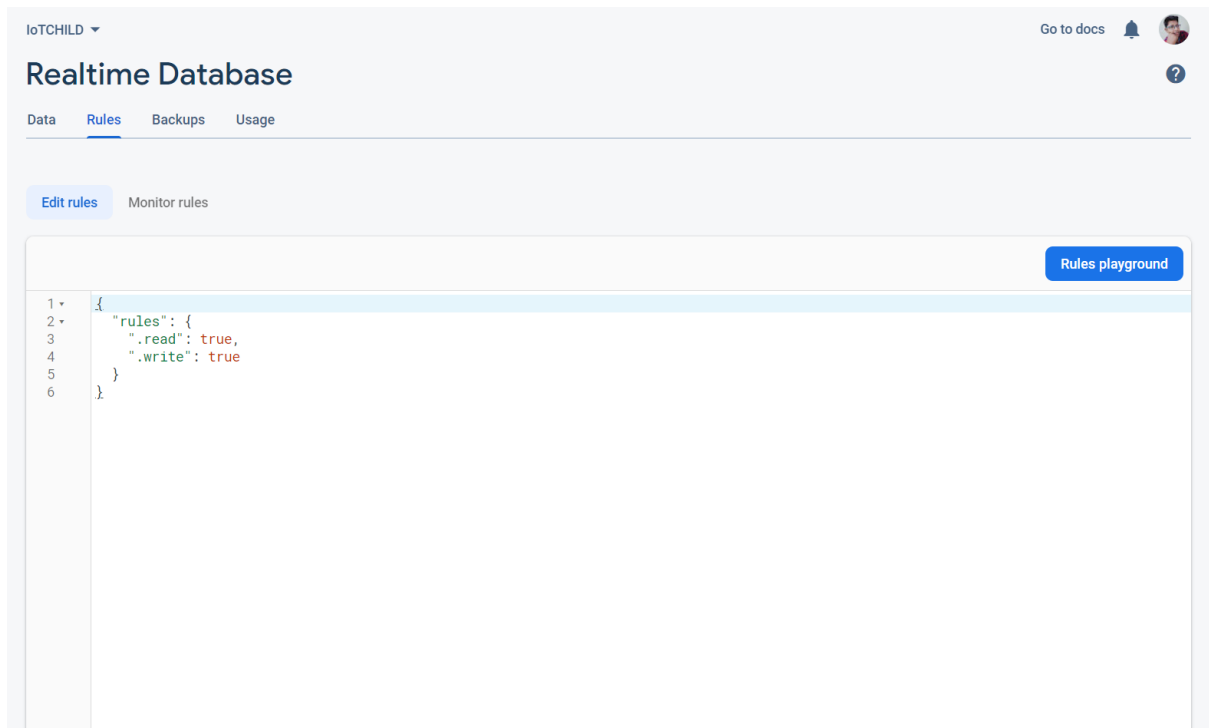 IoTCHILD Go to docs
Realtime Database ?
Data Rules Backups Usage
Edit rules Monitor rules
Rules playground
1 {
2 "rules": {
3 ".read": true,
4 ".write": true
5 }
6 }